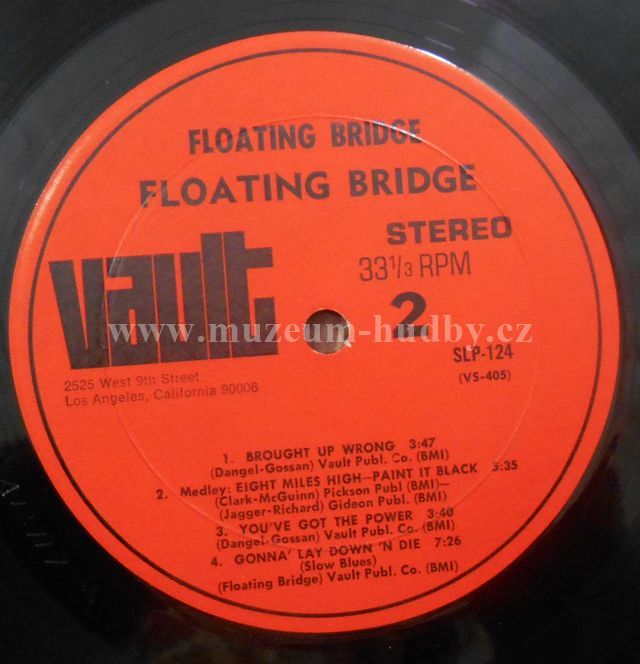 FLOATING BRIDGE
FLOATING BRIDGE
vault
STEREO
33 1/3 RPM
2
www.muzeum-hudby.cz
SLP-124
(VS-405)
2525 West 9th Street
Los Angeles, California 90006
1. BROUGHT UP WRONG 3:47
(Dangel-Gossan) Vault Publ. Co. (BMI)
2. Medley: EIGHT MILES HIGH—PAINT IT BLACK 5:35
(Clark-McGuinn) Pickson Publ (BMI)—
(Jagger-Richard) Gideon Publ. (BMI)
3. YOU'VE GOT THE POWER 3:40
(Dangel-Gossan) Vault Publ. Co. (BMI)
4. GONNA' LAY DOWN 'N DIE 7:26
(Slow Blues)
(Floating Bridge) Vault Publ. Co. (BMI)